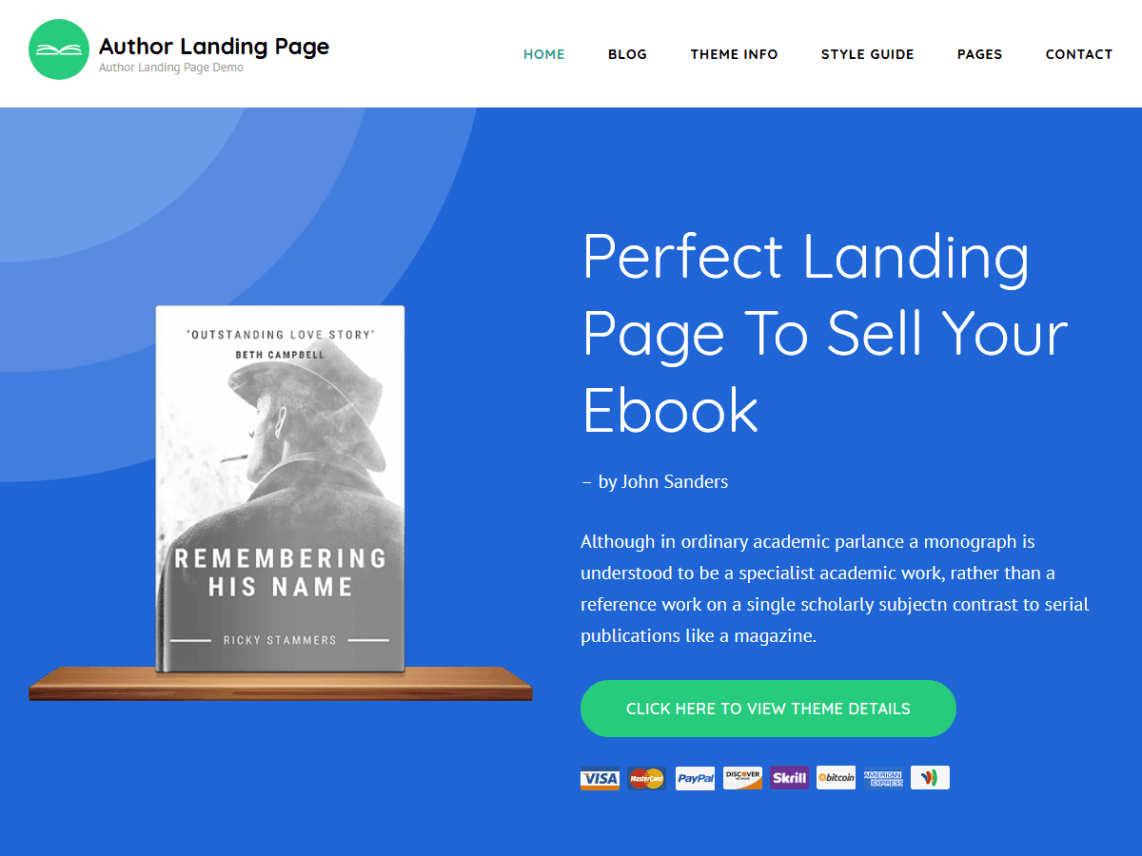 Author Landing Page
Author Landing Page Demo
HOME
BLOG
THEME INFO
STYLE GUIDE
PAGES
CONTACT
'OUTSTANDING LOVE STORY'
BETH CAMPBELL
REMEMBERING
HIS NAME
RICKY STAMMERS
Perfect Landing
Page To Sell Your
Ebook
– by John Sanders
Although in ordinary academic parlance a monograph is
understood to be a specialist academic work, rather than a
reference work on a single scholarly subjectn contrast to serial
publications like a magazine.
CLICK HERE TO VIEW THEME DETAILS
VISA
MasterCard
PayPal
DISCOVER
NETWORK
Skrill
bitcoin
AMERICAN
EXPRESS